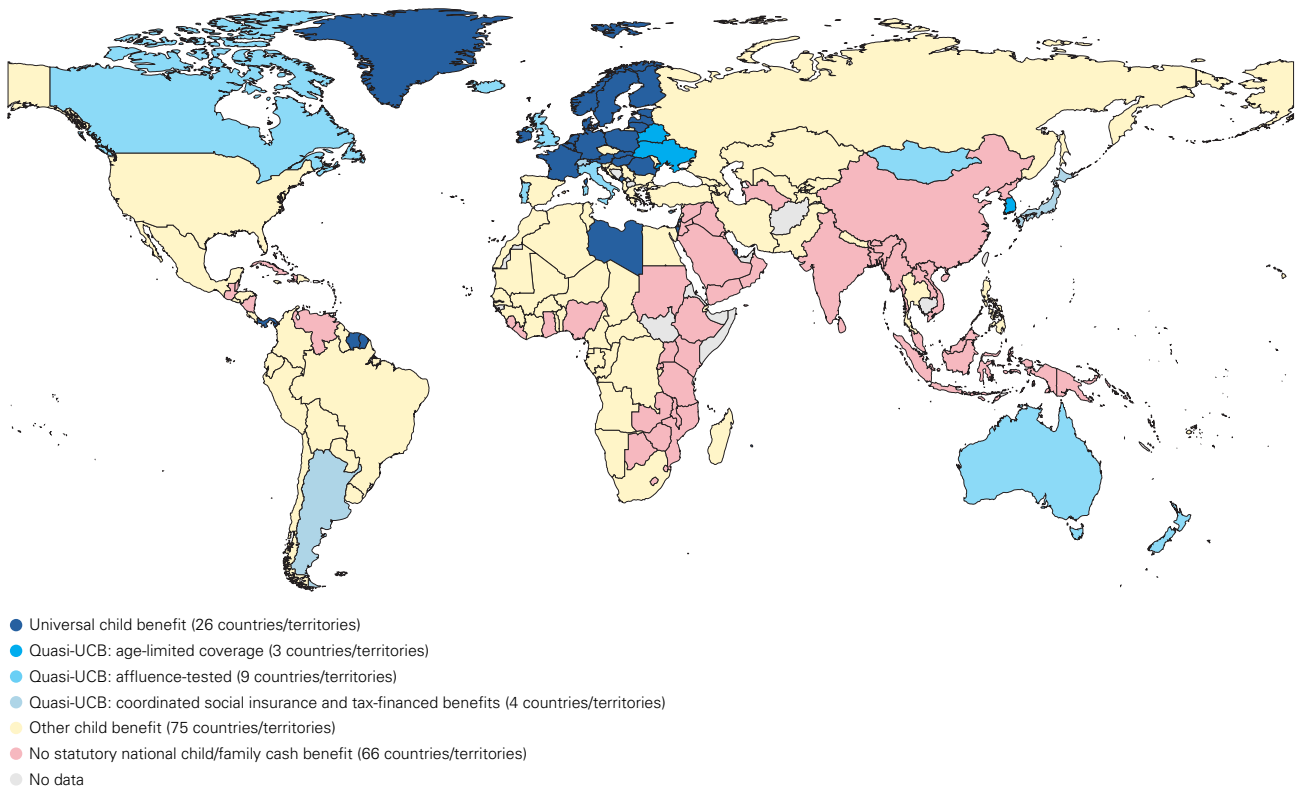 Universal child benefit (26 countries/territories)
Quasi-UCB: age-limited coverage (3 countries/territories)
Quasi-UCB: affluence-tested (9 countries/territories)
Quasi-UCB: coordinated social insurance and tax-financed benefits (4 countries/territories)
Other child benefit (75 countries/territories)
No statutory national child/family cash benefit (66 countries/territories)
No data